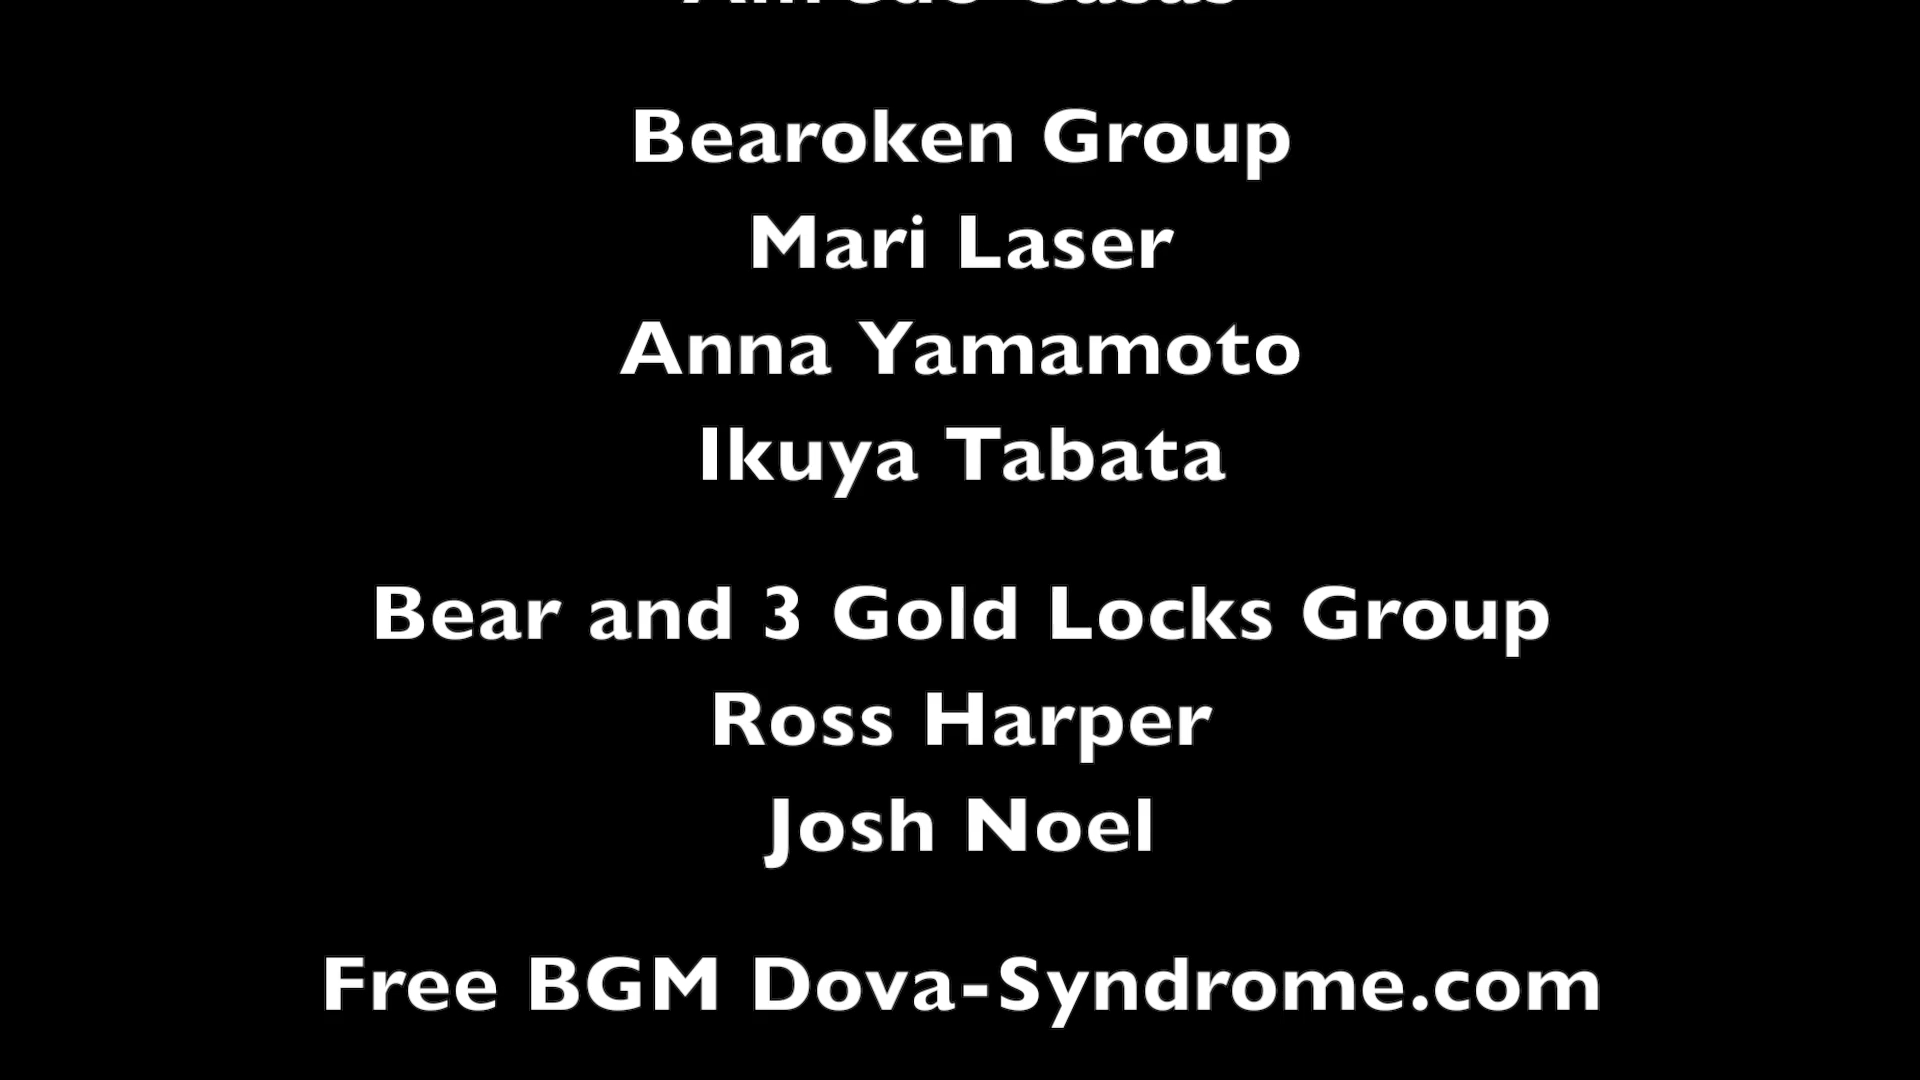 Bearoken Group
Mari Laser
Anna Yamamoto
Ikuya Tabata
Bear and 3 Gold Locks Group
Ross Harper
Josh Noel
Free BGM Dova-Syndrome.com